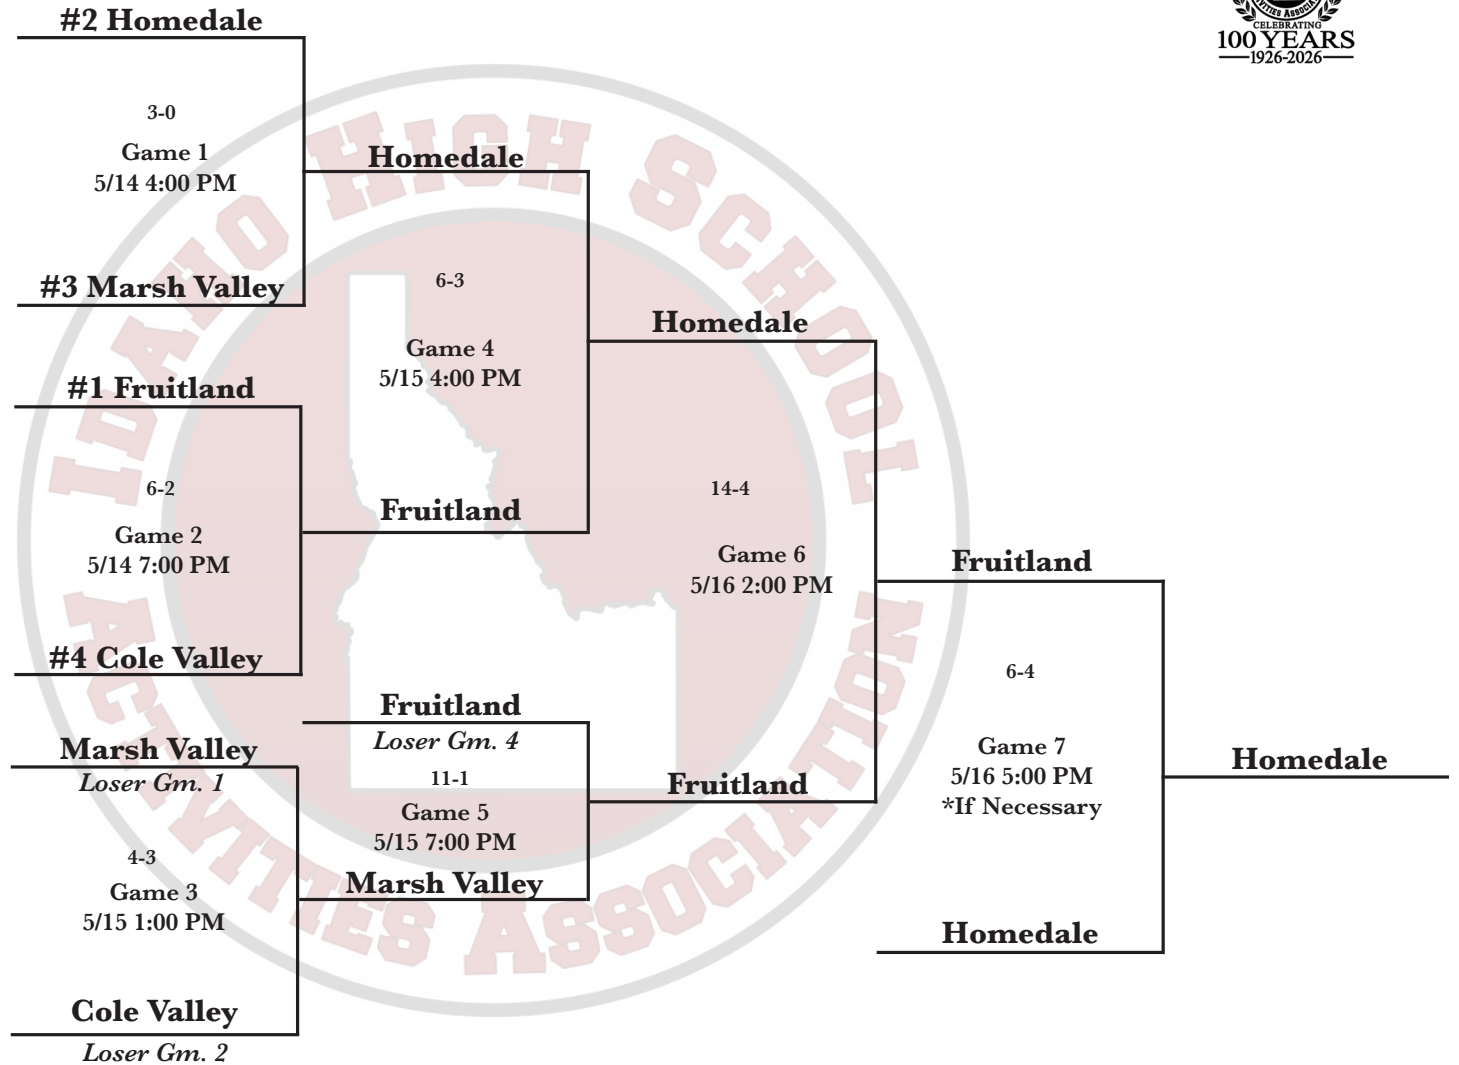 #2 Homedale
3-0
Game 1
5/14 4:00 PM
#3 Marsh Valley
#1 Fruitland
6-2
Game 2
5/14 7:00 PM
#4 Cole Valley
Marsh Valley
Loser Gm. 1
4-3
Game 3
5/15 1:00 PM
Cole Valley
Loser Gm. 2
Homedale
6-3
Game 4
5/15 4:00 PM
Fruitland
Fruitland
Loser Gm. 4
11-1
Game 5
5/15 7:00 PM
Marsh Valley
Homedale
14-4
Game 6
5/16 2:00 PM
Fruitland
Fruitland
6-4
Game 7
5/16 5:00 PM
*If Necessary
Homedale
Homedale
IDAHO HIGH SCHOOL
ACTIVITIES ASSOCIATION
CELEBRATING
100 YEARS
1926-2026